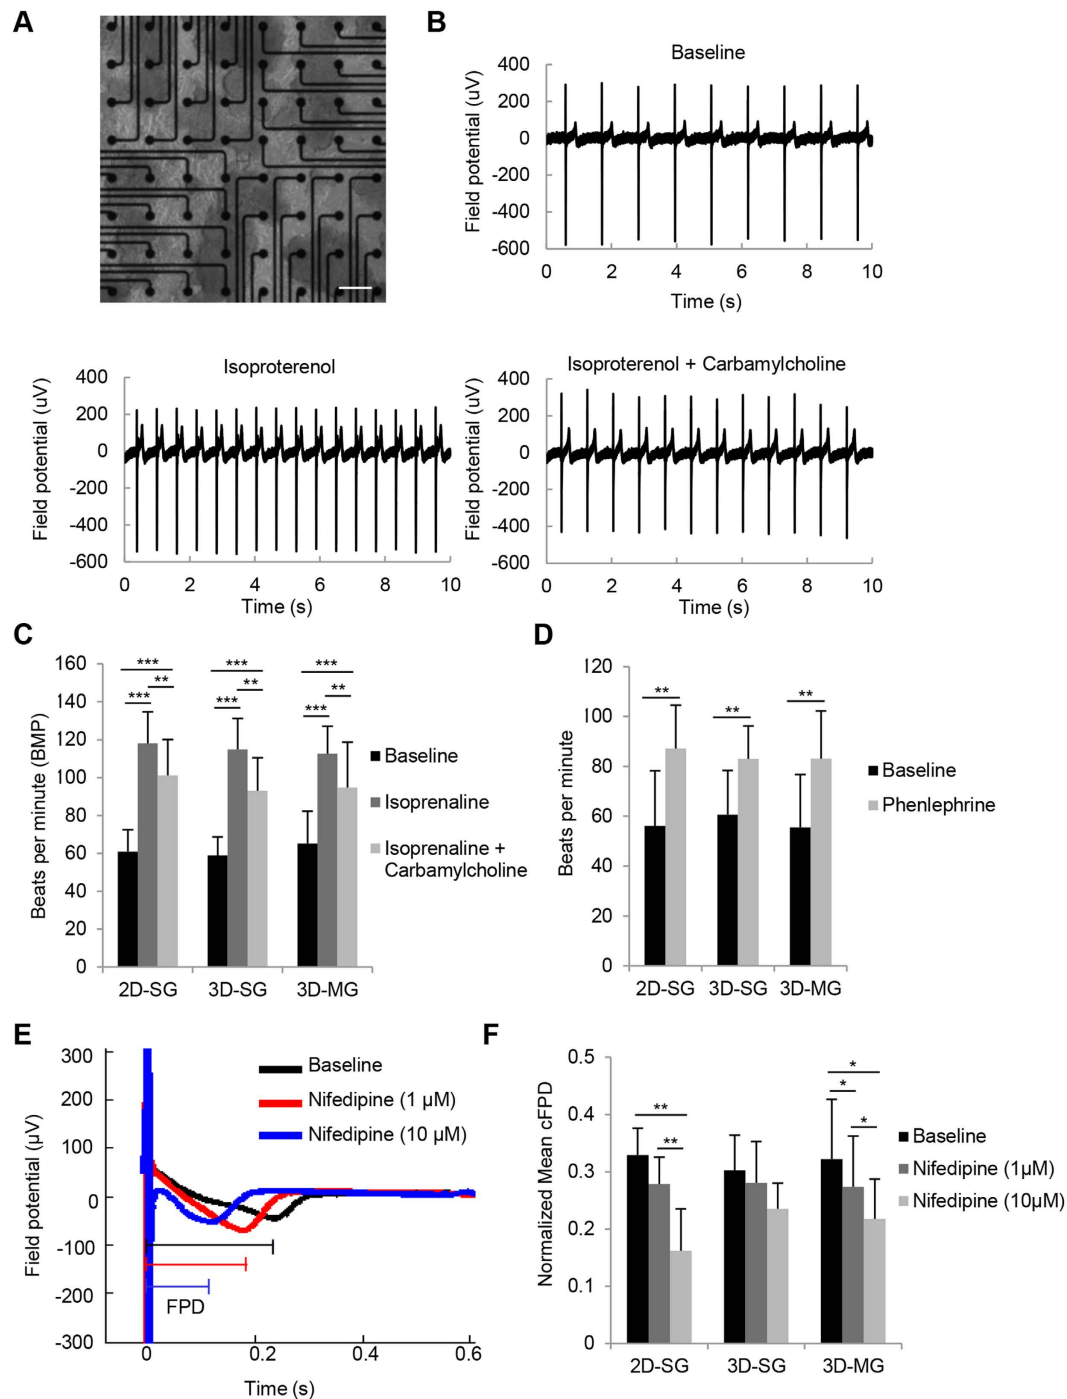 A
B
Baseline
Field potential (uV)
400
200
0
-200
-400
-600
0 2 4 6 8 10
Time (s)
Isoproterenol
Field potential (uV)
400
200
0
-200
-400
-600
0 2 4 6 8 10
Time (s)
Isoproterenol + Carbamylcholine
Field potential (uV)
400
200
0
-200
-400
-600
0 2 4 6 8 10
Time (s)
C
Beats per minute (BMP)
160
140
120
100
80
60
40
20
0
*** ** ***
*** ** ***
*** ** ***
2D-SG 3D-SG 3D-MG
Baseline
Isoprenaline
Isoprenaline +
Carbamylcholine
D
Beats per minute
120
100
80
60
40
20
0
** ** **
2D-SG 3D-SG 3D-MG
Baseline
Phenlephrine
E
Field potential (µV)
300
200
100
0
-100
-200
-300
Baseline
Nifedipine (1 µM)
Nifedipine (10 µM)
FPD
0 0.2 0.4 0.6
Time (s)
F
Normalized Mean cFPD
0.5
0.4
0.3
0.2
0.1
0
** **
* * *
2D-SG 3D-SG 3D-MG
Baseline
Nifedipine (1µM)
Nifedipine (10µM)